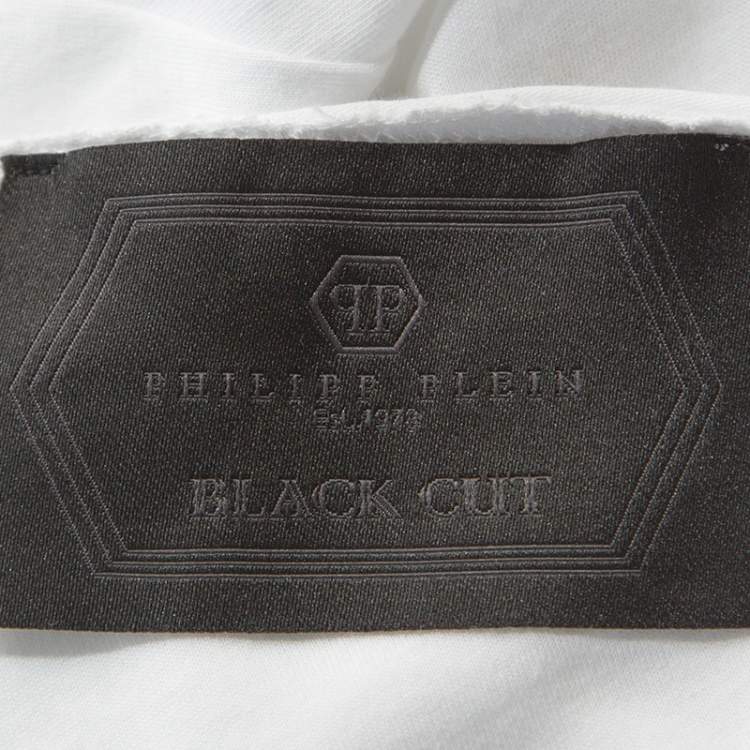 PP
PHILIPP PLEIN
Est. 1978
BLACK CUT